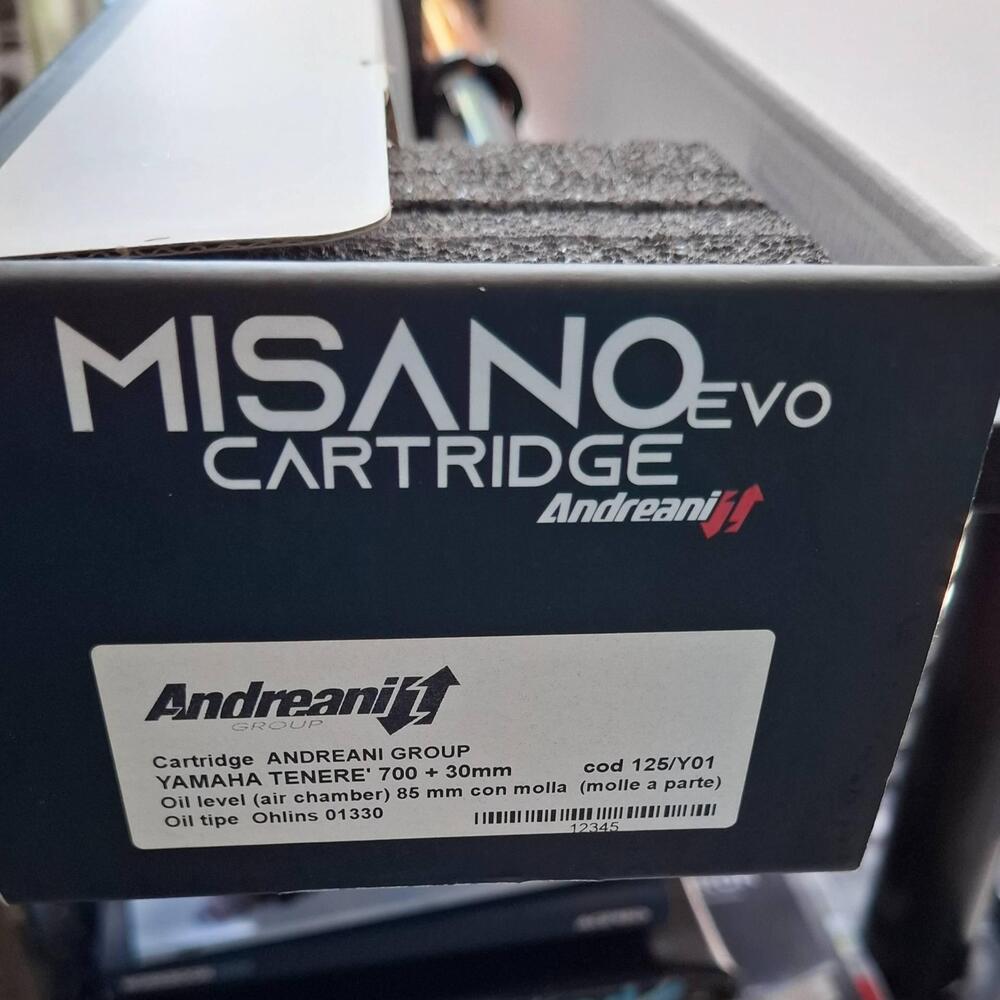 MISANO EVO
CARTRIDGE
Andreani
Andreani
GROUP
Cartridge ANDREANI GROUP
YAMAHA TENERE' 700 + 30mm cod 125/Y01
Oil level (air chamber) 85 mm con molla (molle a parte)
Oil tipe Ohlins 01330
12345